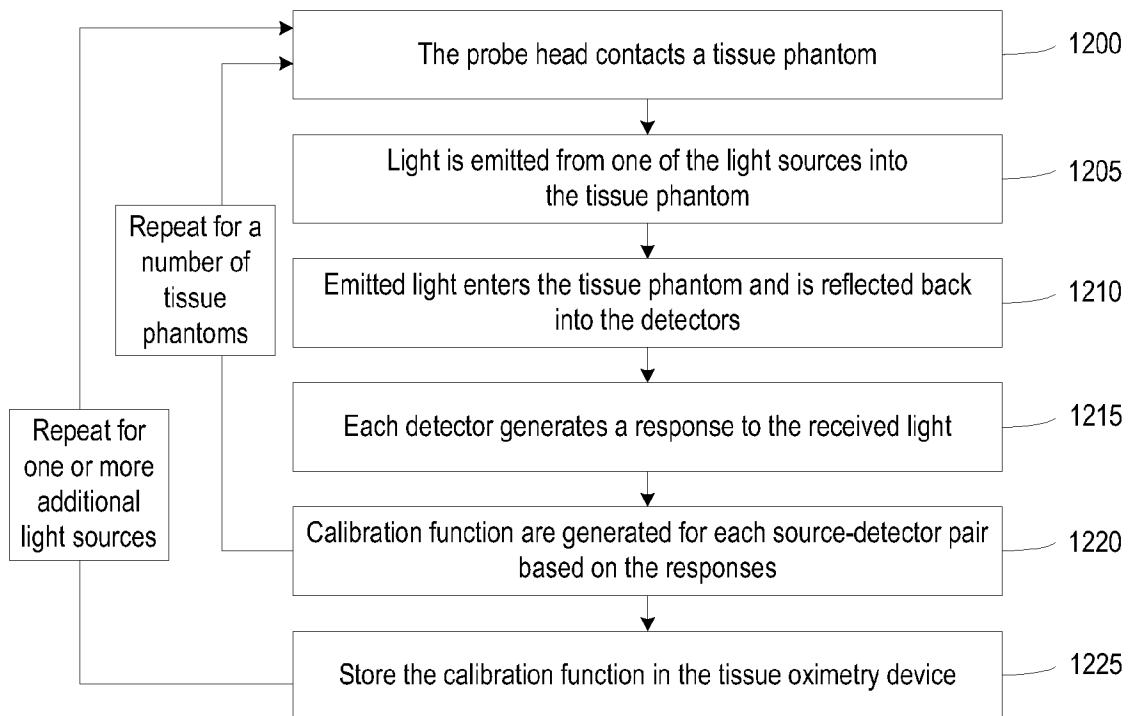 The probe head contacts a tissue phantom
1200
Light is emitted from one of the light sources into
the tissue phantom
1205
Emitted light enters the tissue phantom and is reflected back
into the detectors
1210
Each detector generates a response to the received light
1215
Calibration function are generated for each source-detector pair
based on the responses
1220
Store the calibration function in the tissue oximetry device
1225
Repeat for a
number of
tissue
phantoms
Repeat for
one or more
additional
light sources